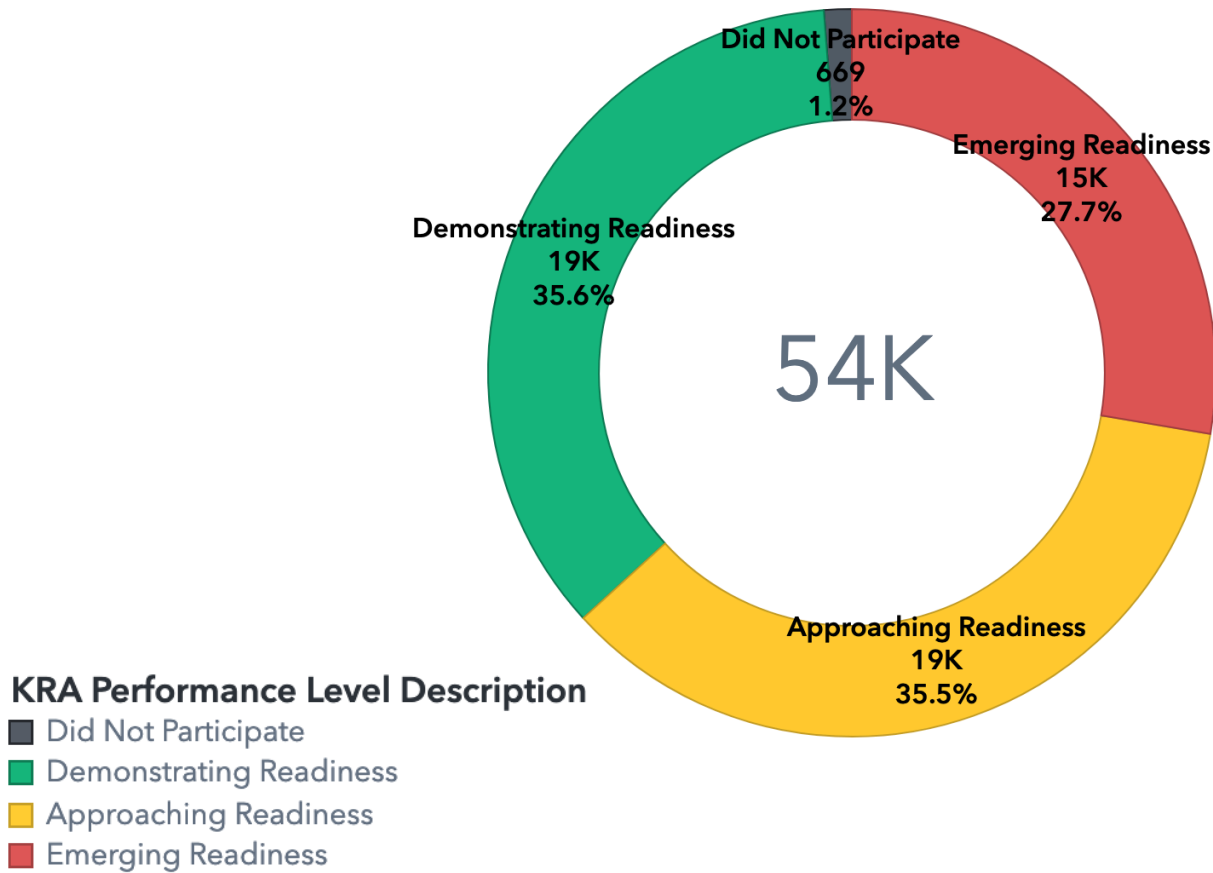 Did Not Participate
669
1.2%
Emerging Readiness
15K
27.7%
Demonstrating Readiness
19K
35.6%
54K
Approaching Readiness
19K
35.5%
KRA Performance Level Description
Did Not Participate
Demonstrating Readiness
Approaching Readiness
Emerging Readiness